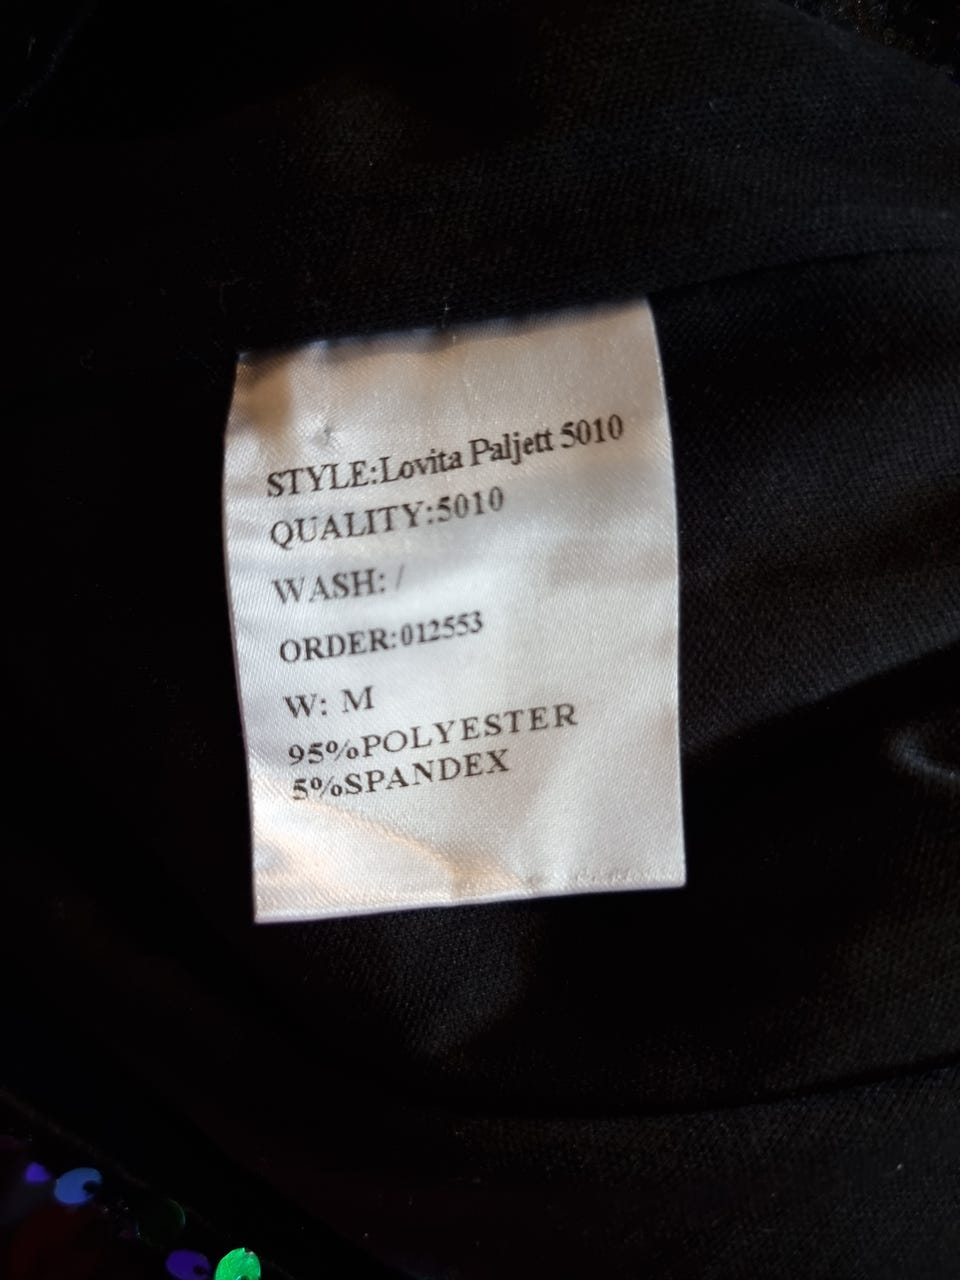 STYLE:Lovita Paljett 5010
QUALITY:5010
WASH: /
ORDER:012553
W: M
95%POLYESTER
5%SPANDEX